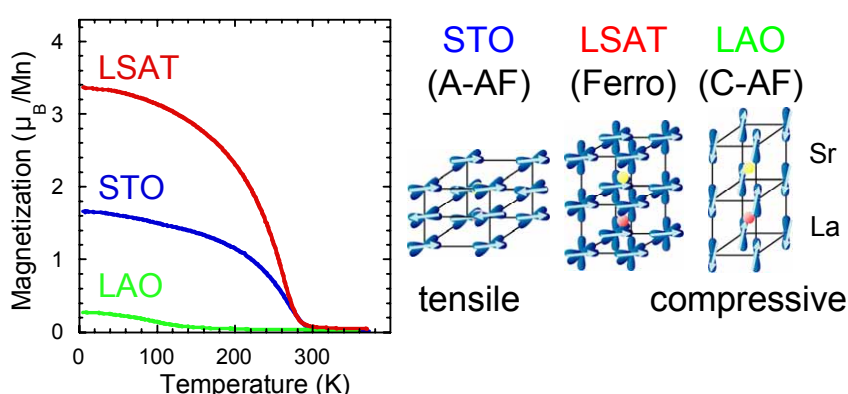 Magnetization (μB/Mn)
4
3
2
1
0
LSAT
STO
LAO
0 100 200 300
Temperature (K)
STO LSAT LAO
(A-AF) (Ferro) (C-AF)
Sr
La
tensile compressive